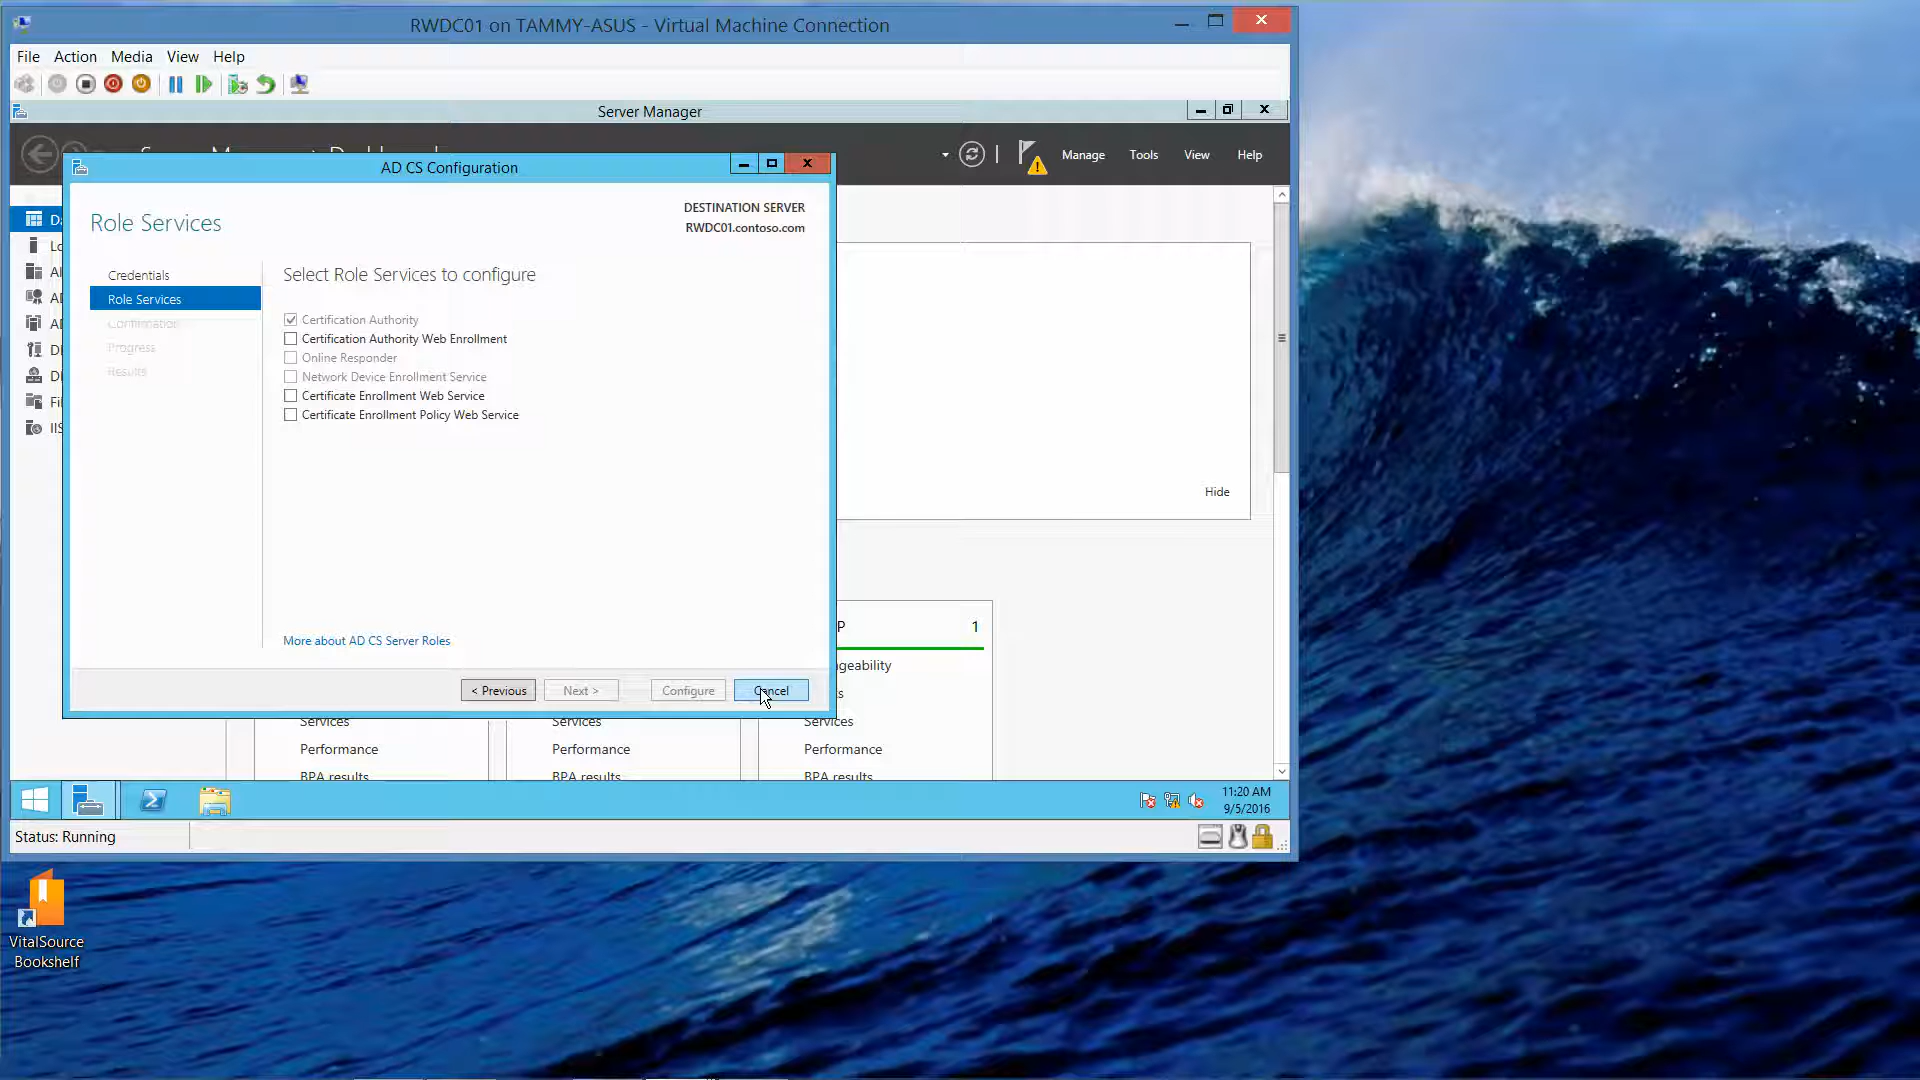 RWDC01 on TAMMY-ASUS - Virtual Machine Connection
File Action Media View Help
Server Manager
Manage Tools View Help
AD CS Configuration
Role Services
DESTINATION SERVER
RWDC01.contoso.com
Credentials
Role Services
Confirmation
Progress
Results
Select Role Services to configure
Certification Authority
Certification Authority Web Enrollment
Online Responder
Network Device Enrollment Service
Certificate Enrollment Web Service
Certificate Enrollment Policy Web Service
More about AD CS Server Roles
< Previous
Next >
Configure
Cancel
Hide
P 1
geability
Services Services Services
Performance Performance Performance
BPA results BPA results BPA results
11:20 AM
9/5/2016
Status: Running
VitalSource
Bookshelf